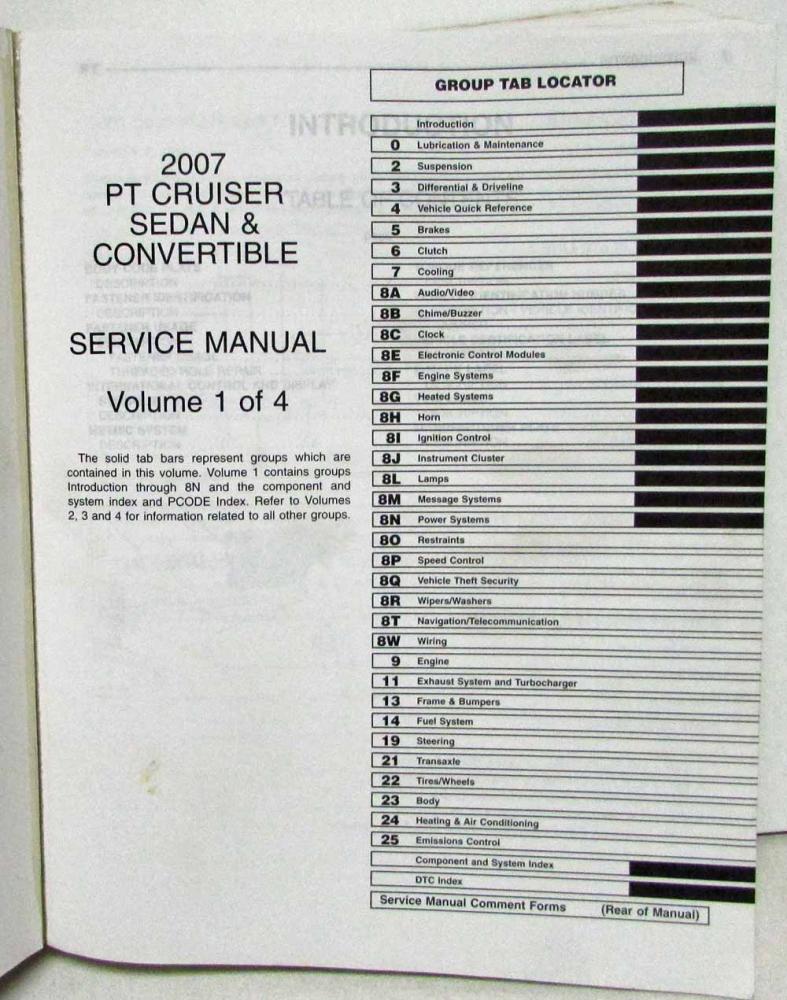 2007
PT CRUISER
SEDAN &
CONVERTIBLE
SERVICE MANUAL
Volume 1 of 4
The solid tab bars represent groups which are
contained in this volume. Volume 1 contains groups
Introduction through 8N and the component and
system index and PCODE Index. Refer to Volumes
2, 3 and 4 for information related to all other groups.
GROUP TAB LOCATOR
Introduction
0 Lubrication & Maintenance
2 Suspension
3 Differential & Driveline
4 Vehicle Quick Reference
5 Brakes
6 Clutch
7 Cooling
8A Audio/Video
8B Chime/Buzzer
8C Clock
8E Electronic Control Modules
8F Engine Systems
8G Heated Systems
8H Horn
8I Ignition Control
8J Instrument Cluster
8L Lamps
8M Message Systems
8N Power Systems
8O Restraints
8P Speed Control
8Q Vehicle Theft Security
8R Wipers/Washers
8T Navigation/Telecommunication
8W Wiring
9 Engine
11 Exhaust System and Turbocharger
13 Frame & Bumpers
14 Fuel System
19 Steering
21 Transaxle
22 Tires/Wheels
23 Body
24 Heating & Air Conditioning
25 Emissions Control
Component and System Index
DTC Index
Service Manual Comment Forms (Rear of Manual)